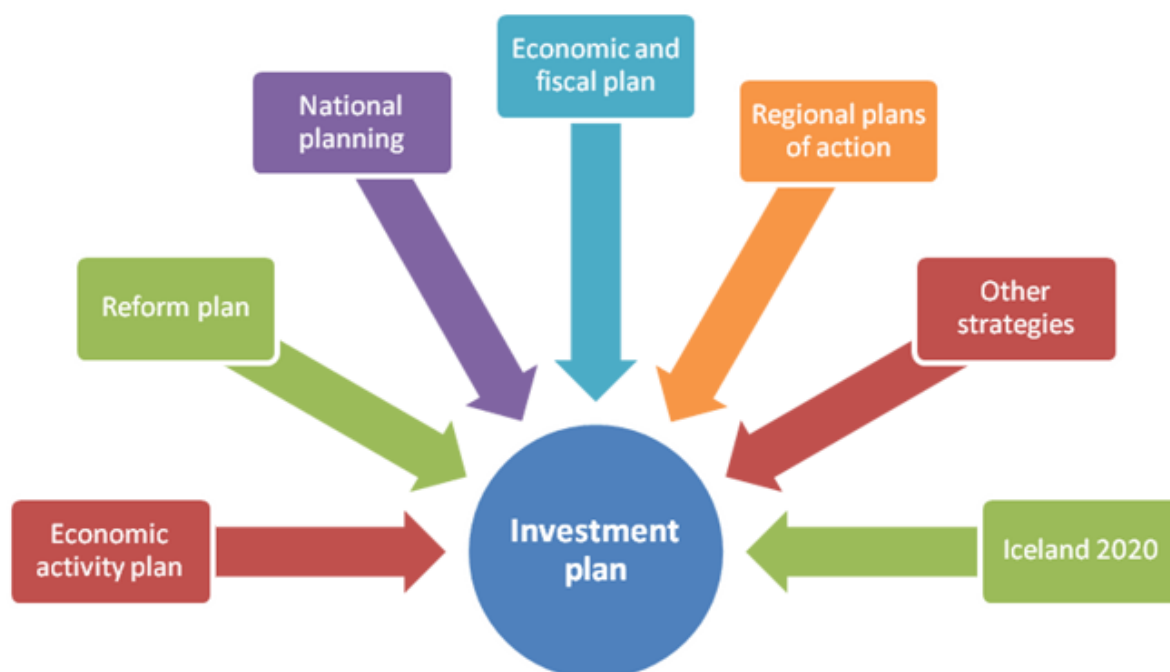 Economic and
fiscal plan
National
planning
Regional plans
of action
Reform plan
Other
strategies
Economic
activity plan
Investment
plan
Iceland 2020